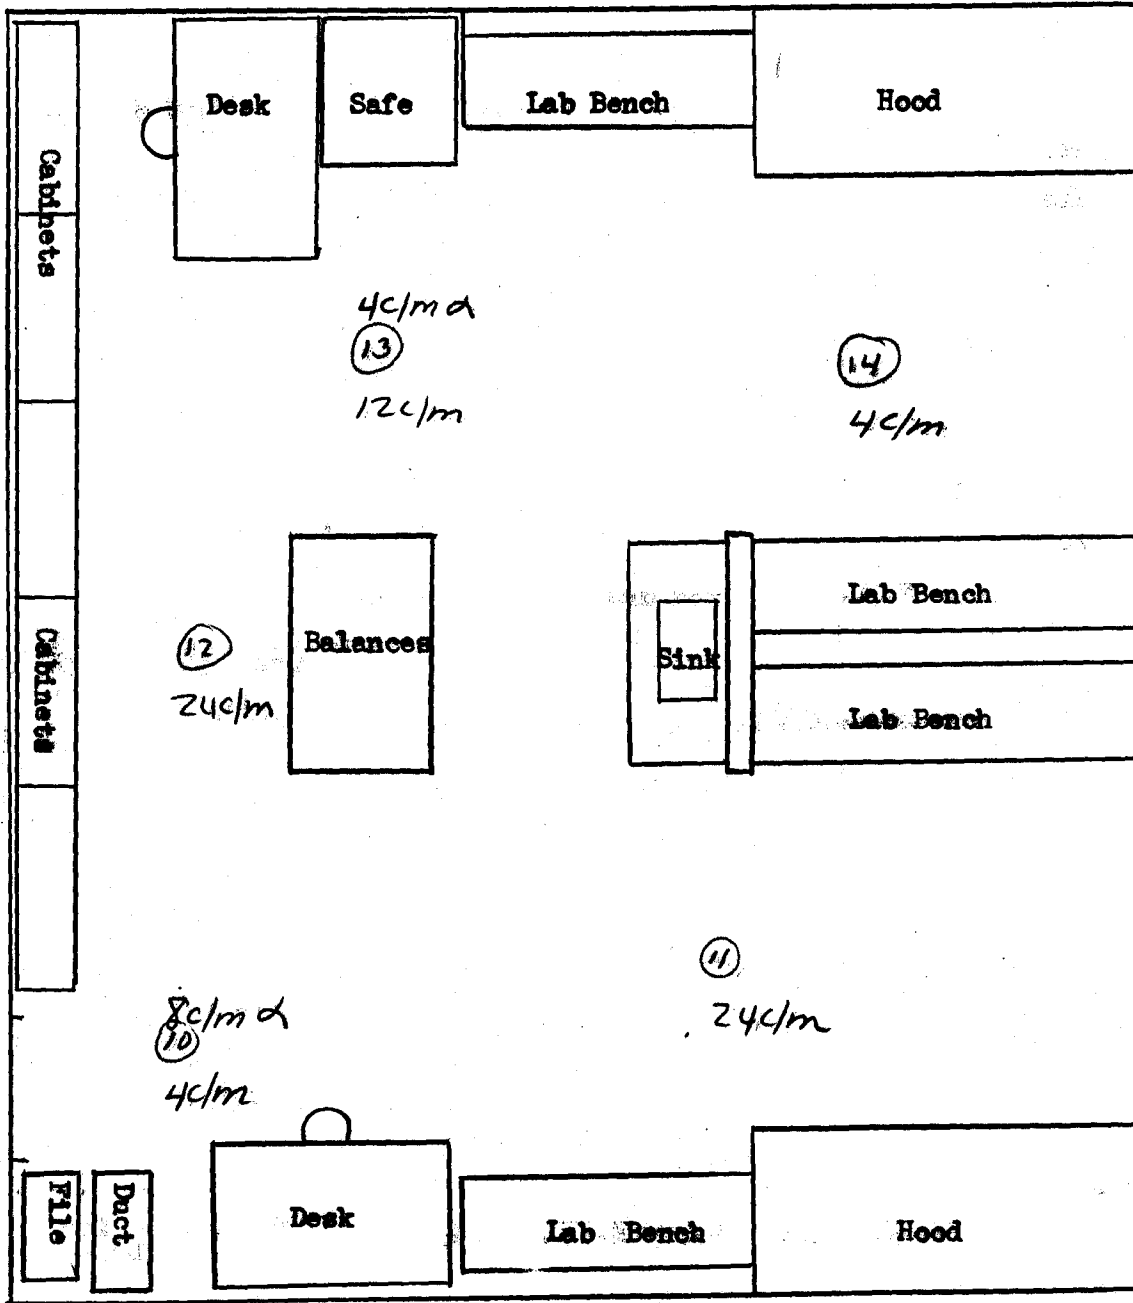 Desk
Safe
Lab Bench
Hood
Cabinets
4c/m α
13
12c/m
14
4c/m
Lab Bench
Balances
Sink
12
24c/m
Lab Bench
Cabinets
11
24c/m
8c/m α
10
4c/m
File
Duct
Desk
Lab Bench
Hood